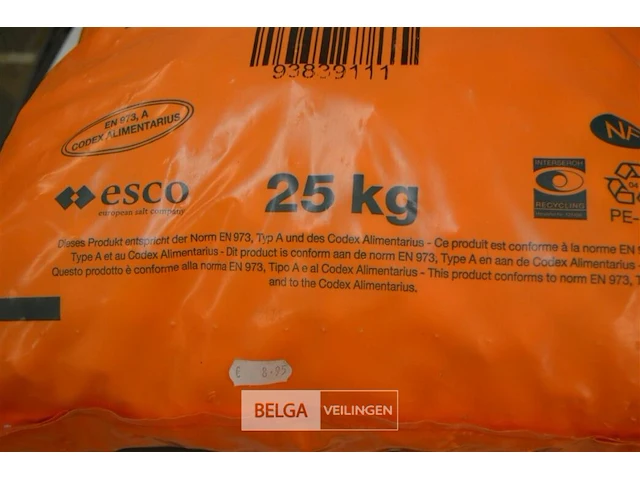 93839111
EN 973, A
CODEX ALIMENTARIUS
NA
INTERSEROH
RECYCLING
esco
european salt company
25 kg
04
PE-
Dieses Produkt entspricht der Norm EN 973, Typ A und des Codex Alimentarius - Ce produit est conforme à la norme EN 9
Type A et au Codex Alimentarius - Dit product is conform aan de norm EN 973, Type A en aan de Codex Alimentarius -
Questo prodotto è conforme alla norma EN 973, Tipo A e al Codex Alimentarius - This product conforms to norm EN 973, T
and to the Codex Alimentarius.
€ 8.95
BELGA VEILINGEN